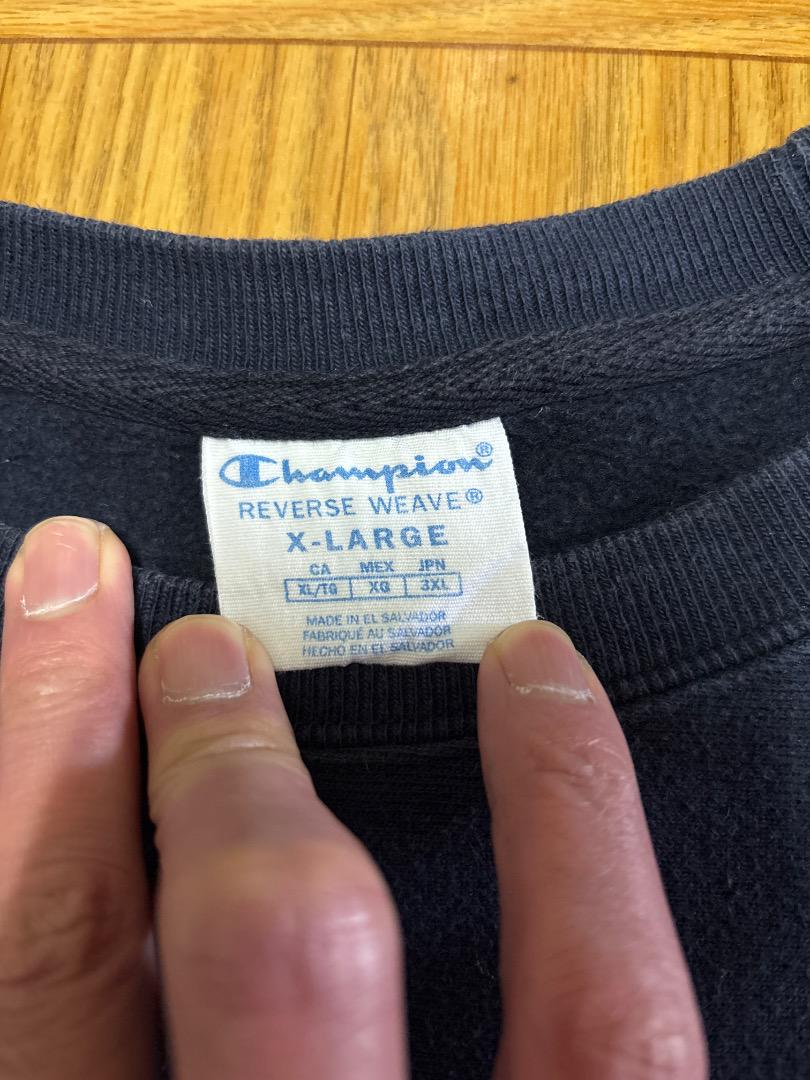 Champion®
REVERSE WEAVE®
X-LARGE
CA MEX JPN
XL/TG XG 3XL
MADE IN EL SALVADOR
FABRIQUÉ AU SALVADOR
HECHO EN EL SALVADOR